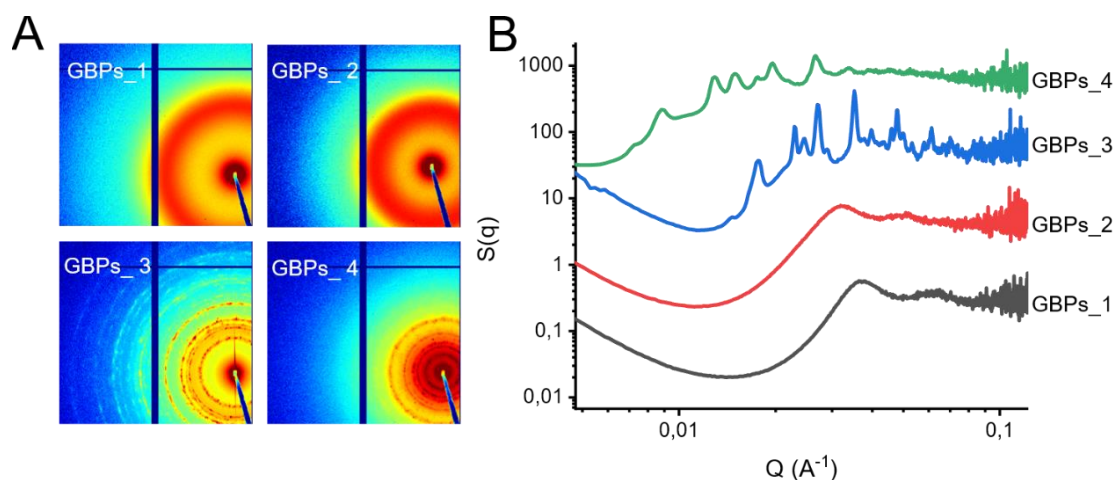 A
GBPs_1
GBPs_2
GBPs_3
GBPs_4
B
S(q)
1000
100
10
1
0,1
0,01
0,01
0,1
Q (A⁻¹)
GBPs_4
GBPs_3
GBPs_2
GBPs_1